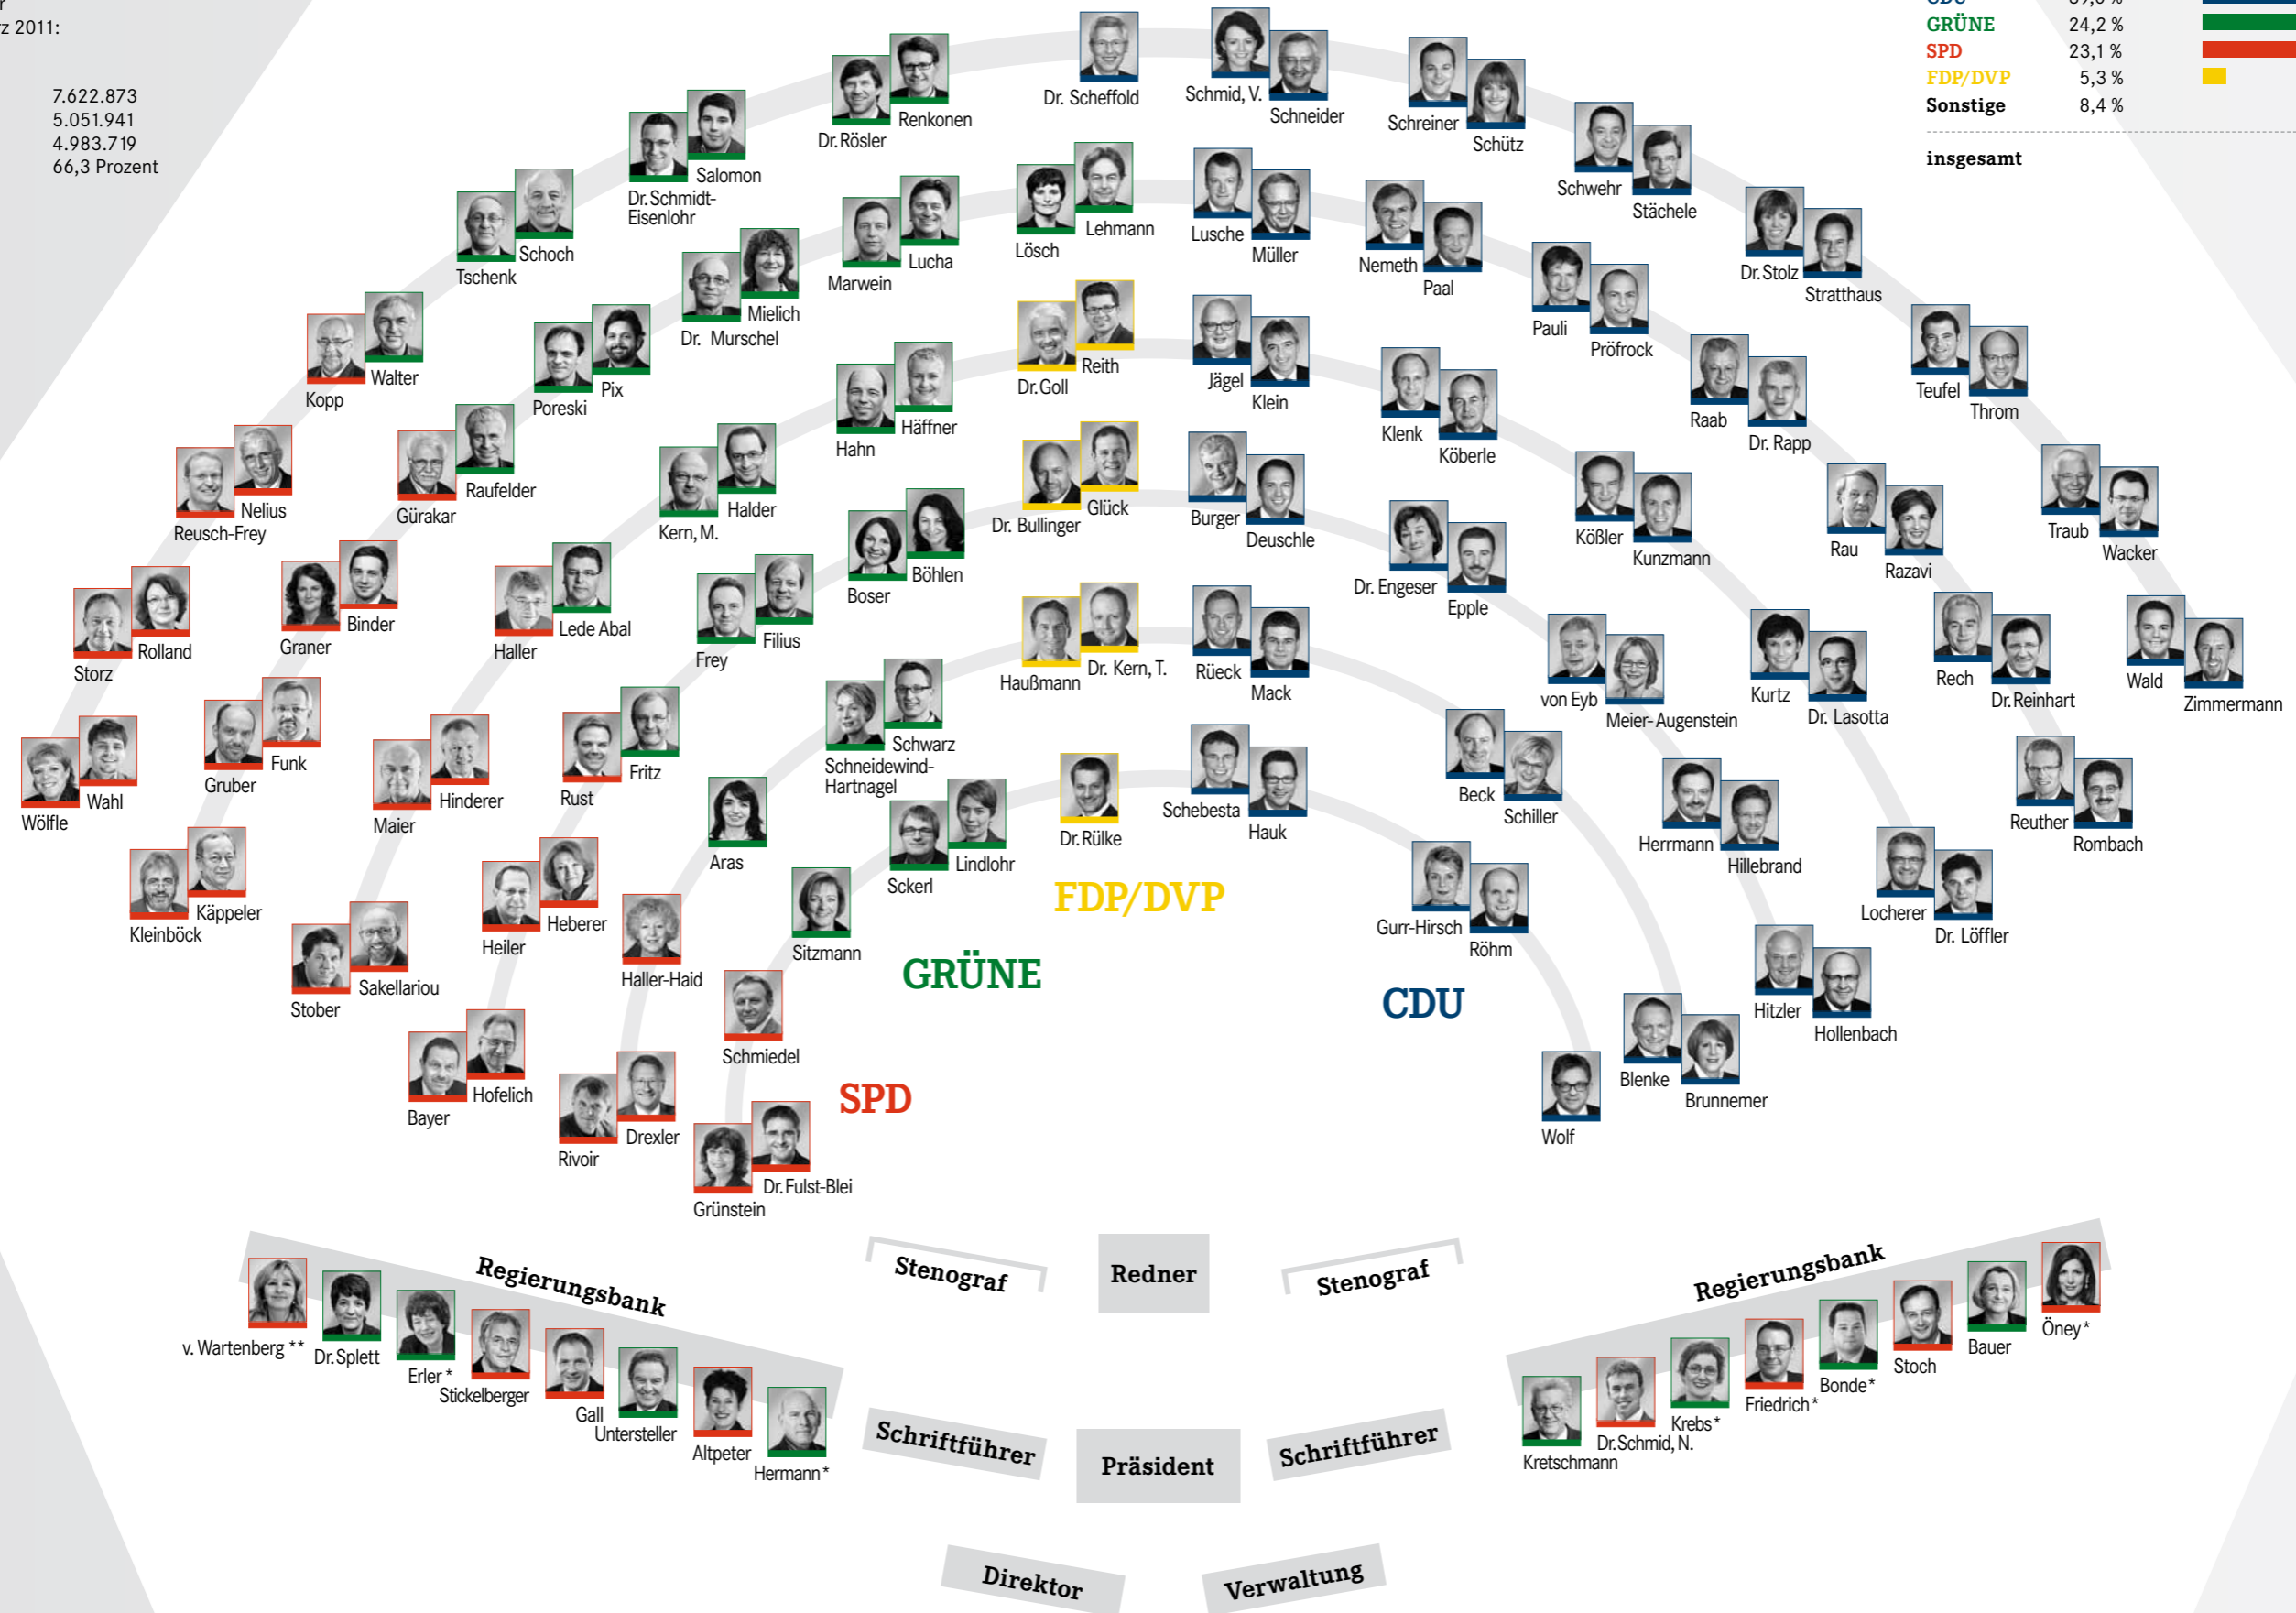 r
rz 2011:
7.622.873
5.051.941
4.983.719
66,3 Prozent
CDU
GRÜNE 24,2 %
SPD 23,1 %
FDP/DVP 5,3 %
Sonstige 8,4 %
insgesamt
Dr. Scheffold
Schmid, V.
Schneider
Renkonen
Dr. Rösler
Schreiner
Schütz
Salomon
Dr. Schmidt-
Eisenlohr
Schwehr
Stächele
Schoch
Tschenk
Lucha
Marwein
Lehmann
Lösch
Lusche
Müller
Nemeth
Paal
Dr. Stolz
Stratthaus
Mielich
Dr. Murschel
Pauli
Pröfrock
Walter
Kopp
Pix
Poreski
Reith
Dr. Goll
Jägel
Klein
Raab
Dr. Rapp
Teufel
Throm
Häffner
Hahn
Klenk
Köberle
Nelius
Reusch-Frey
Raufelder
Gürakar
Halder
Kern, M.
Glück
Dr. Bullinger
Burger
Deuschle
Kößler
Kunzmann
Rau
Razavi
Traub
Wacker
Böhlen
Boser
Dr. Engeser
Epple
Rolland
Storz
Binder
Graner
Lede Abal
Haller
Filius
Frey
Dr. Kern, T.
Haußmann
Rüeck
Mack
von Eyb
Meier-Augenstein
Kurtz
Dr. Lasotta
Rech
Dr. Reinhart
Wald
Zimmermann
Wahl
Wölfle
Funk
Gruber
Hinderer
Maier
Fritz
Rust
Schwarz
Schneidewind-
Hartnagel
Beck
Schiller
Herrmann
Hillebrand
Reuther
Rombach
Aras
Lindlohr
Sckerl
Dr. Rülke
Schebesta
Hauk
Käppeler
Kleinböck
Heberer
Heiler
Sitzmann
FDP/DVP
Gurr-Hirsch
Röhm
Locherer
Dr. Löffler
Sakellariou
Stober
Haller-Haid
GRÜNE
CDU
Hitzler
Hollenbach
Schmiedel
Hofelich
Bayer
SPD
Blenke
Brunnemer
Drexler
Rivoir
Wolf
Dr. Fulst-Blei
Grünstein
Regierungsbank
Stenograf
Redner
Stenograf
Regierungsbank
v. Wartenberg **
Dr. Splett
Erler *
Stickelberger
Gall
Untersteller
Altpeter
Hermann *
Öney *
Bauer
Stoch
Bonde *
Friedrich *
Krebs *
Dr. Schmid, N.
Kretschmann
Schriftführer
Präsident
Schriftführer
Direktor
Verwaltung